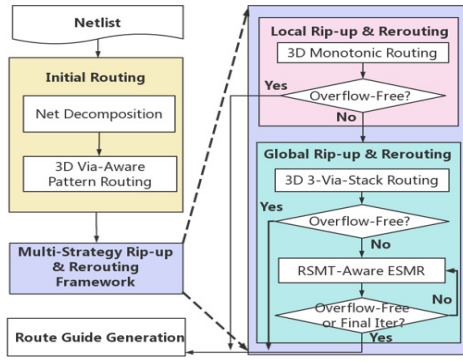 Netlist
Initial Routing
Net Decomposition
3D Via-Aware
Pattern Routing
Multi-Strategy Rip-up
& Rerouting
Framework
Route Guide Generation
Local Rip-up & Rerouting
3D Monotonic Routing
Yes
Overflow-Free?
No
Global Rip-up & Rerouting
3D 3-Via-Stack Routing
Yes
Overflow-Free?
No
RSMT-Aware ESMR
No
Overflow-Free
or Final Iter?
Yes